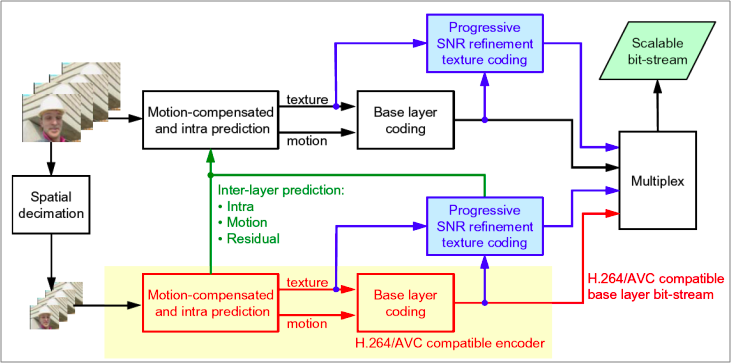 Progressive
SNR refinement
texture coding
Scalable
bit-stream
texture
Motion-compensated
and intra prediction
motion
Base layer
coding
Multiplex
Spatial
decimation
Inter-layer prediction:
• Intra
• Motion
• Residual
Progressive
SNR refinement
texture coding
texture
Motion-compensated
and intra prediction
motion
Base layer
coding
H.264/AVC compatible
base layer bit-stream
H.264/AVC compatible encoder